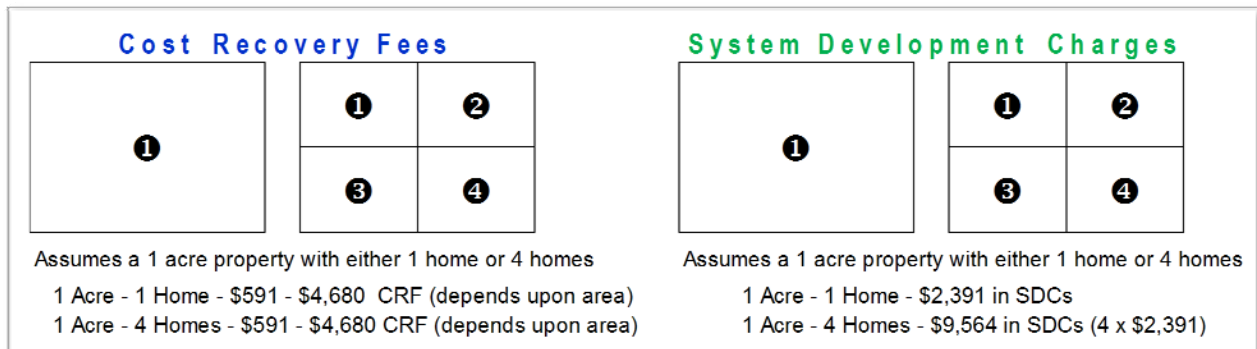 Cost Recovery Fees
❶
❶ ❷
❸ ❹
Assumes a 1 acre property with either 1 home or 4 homes
1 Acre - 1 Home - $591 - $4,680 CRF (depends upon area)
1 Acre - 4 Homes - $591 - $4,680 CRF (depends upon area)
System Development Charges
❶
❶ ❷
❸ ❹
Assumes a 1 acre property with either 1 home or 4 homes
1 Acre - 1 Home - $2,391 in SDCs
1 Acre - 4 Homes - $9,564 in SDCs (4 x $2,391)